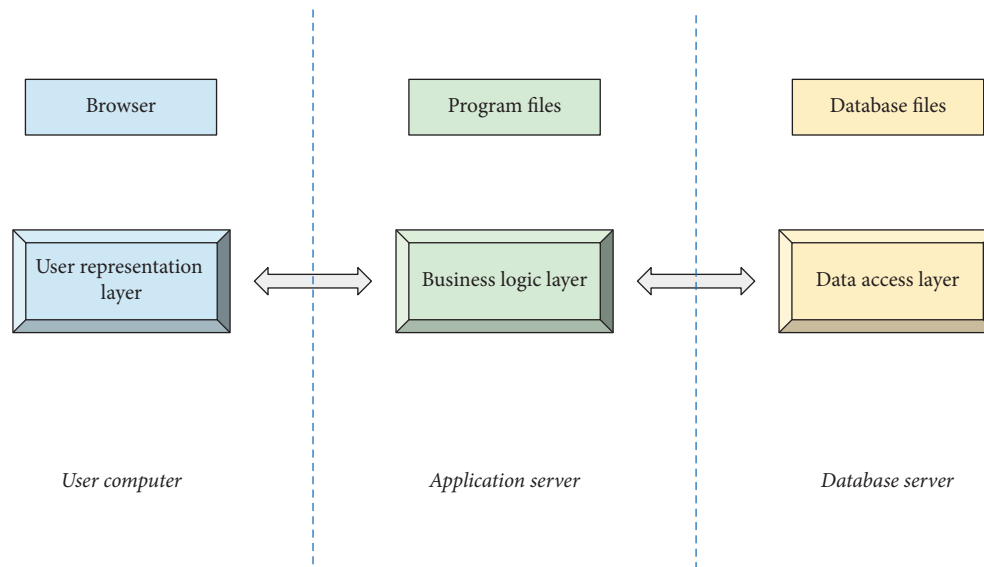 Browser
Program files
Database files
User representation
layer
Business logic layer
Data access layer
User computer
Application server
Database server